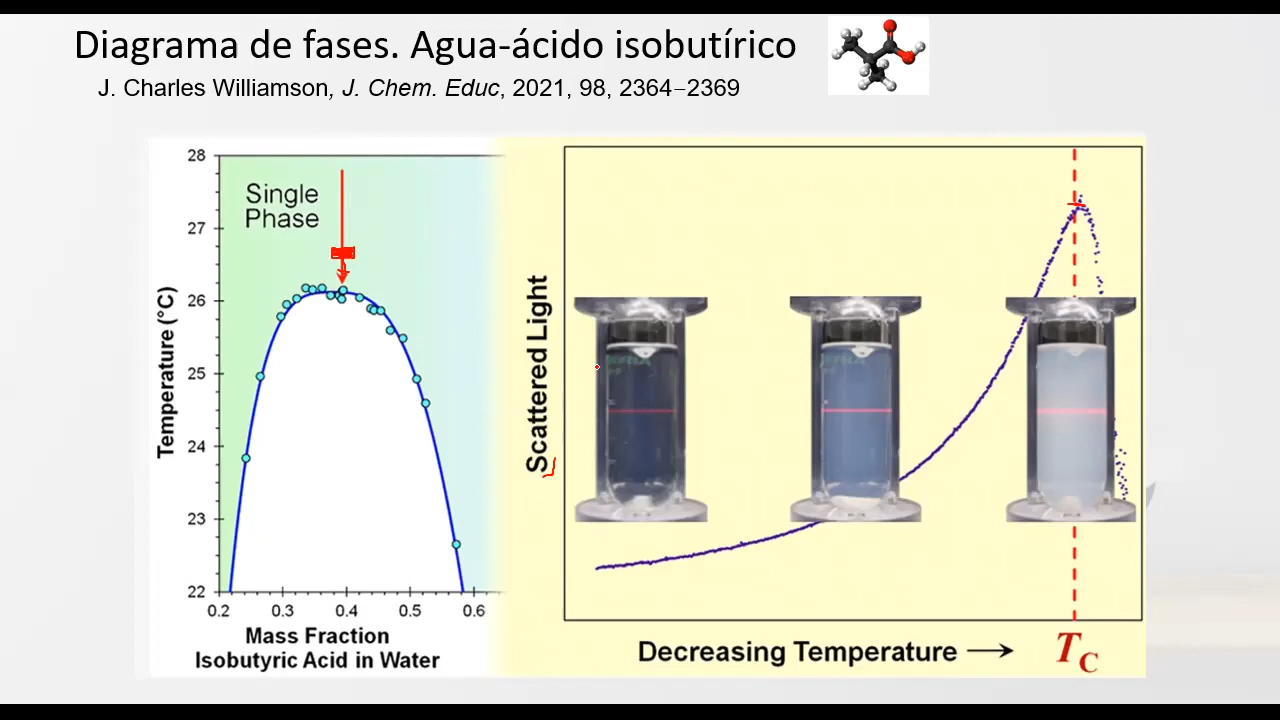 Diagrama de fases. Agua-ácido isobutírico
J. Charles Williamson, J. Chem. Educ, 2021, 98, 2364−2369
28
27
26
25
24
23
22
Temperature (°C)
Single
Phase
0.2 0.3 0.4 0.5 0.6
Mass Fraction
Isobutyric Acid in Water
Scattered Light
Decreasing Temperature →
TC